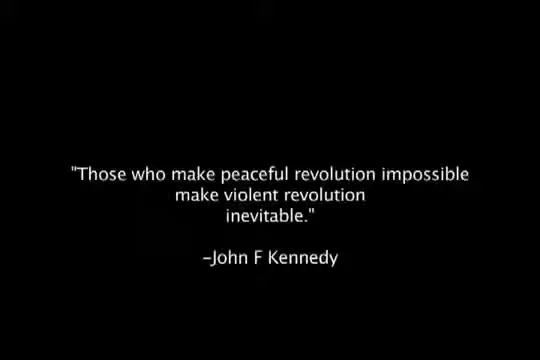 "Those who make peaceful revolution impossible
make violent revolution
inevitable."
-John F Kennedy